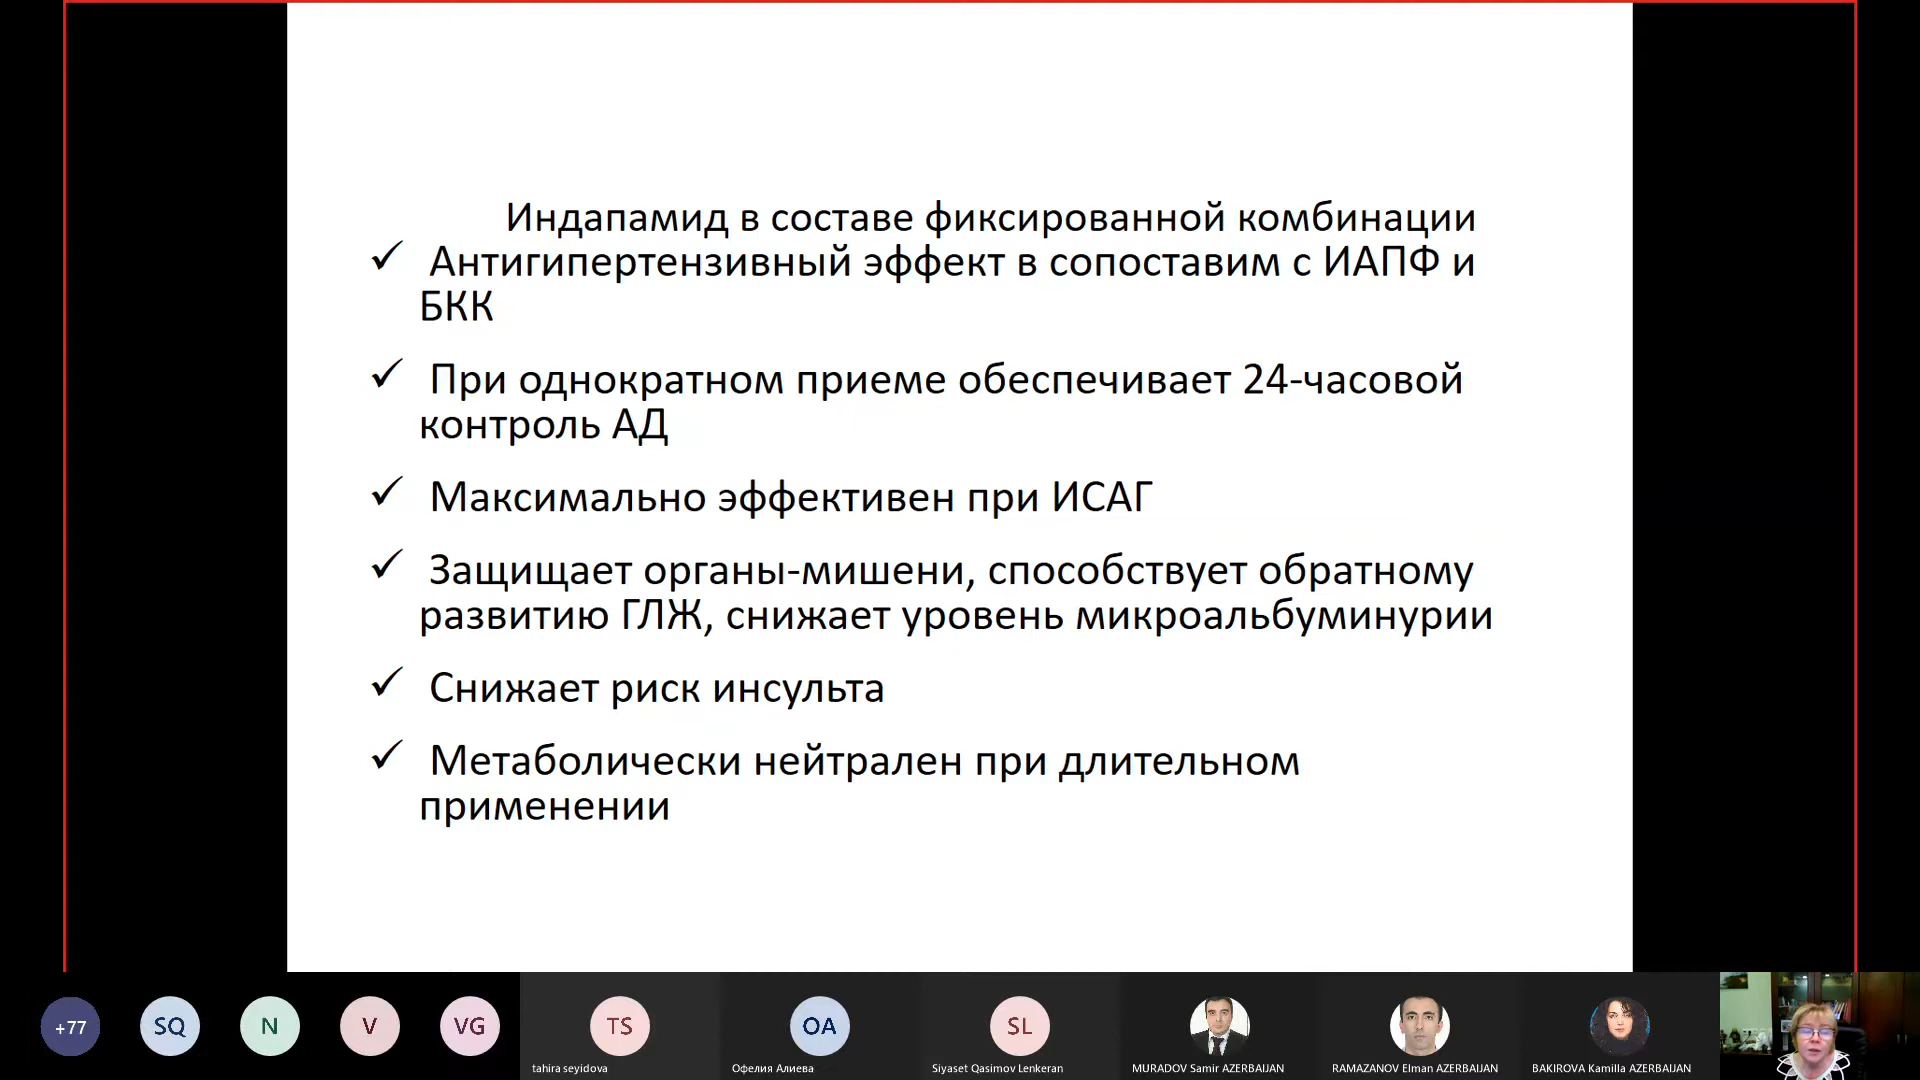 Индапамид в составе фиксированной комбинации
✓ Антигипертензивный эффект в сопоставим с ИАПФ и
БКК
✓ При однократном приеме обеспечивает 24-часовой
контроль АД
✓ Максимально эффективен при ИСАГ
✓ Защищает органы-мишени, способствует обратному
развитию ГЛЖ, снижает уровень микроальбуминурии
✓ Снижает риск инсульта
✓ Метаболически нейтрален при длительном
применении
+77 SQ N V VG TS OA SL
tahira seyidova Офелия Алиева Siyaset Qasimov Lenkeran MURADOV Samir AZERBAIJAN RAMAZANOV Elman AZERBAIJAN BAKIROVA Kamilla AZERBAIJAN